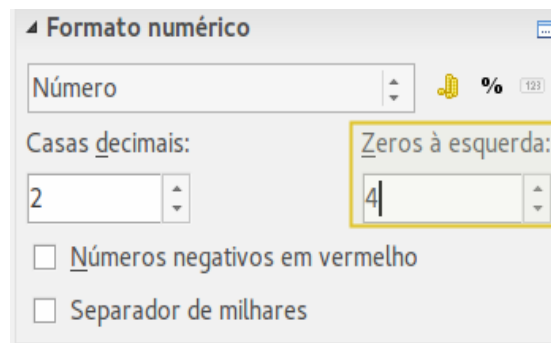 Formato numérico
Número
% 123
Casas decimais: Zeros à esquerda:
2 4
Números negativos em vermelho
Separador de milhares